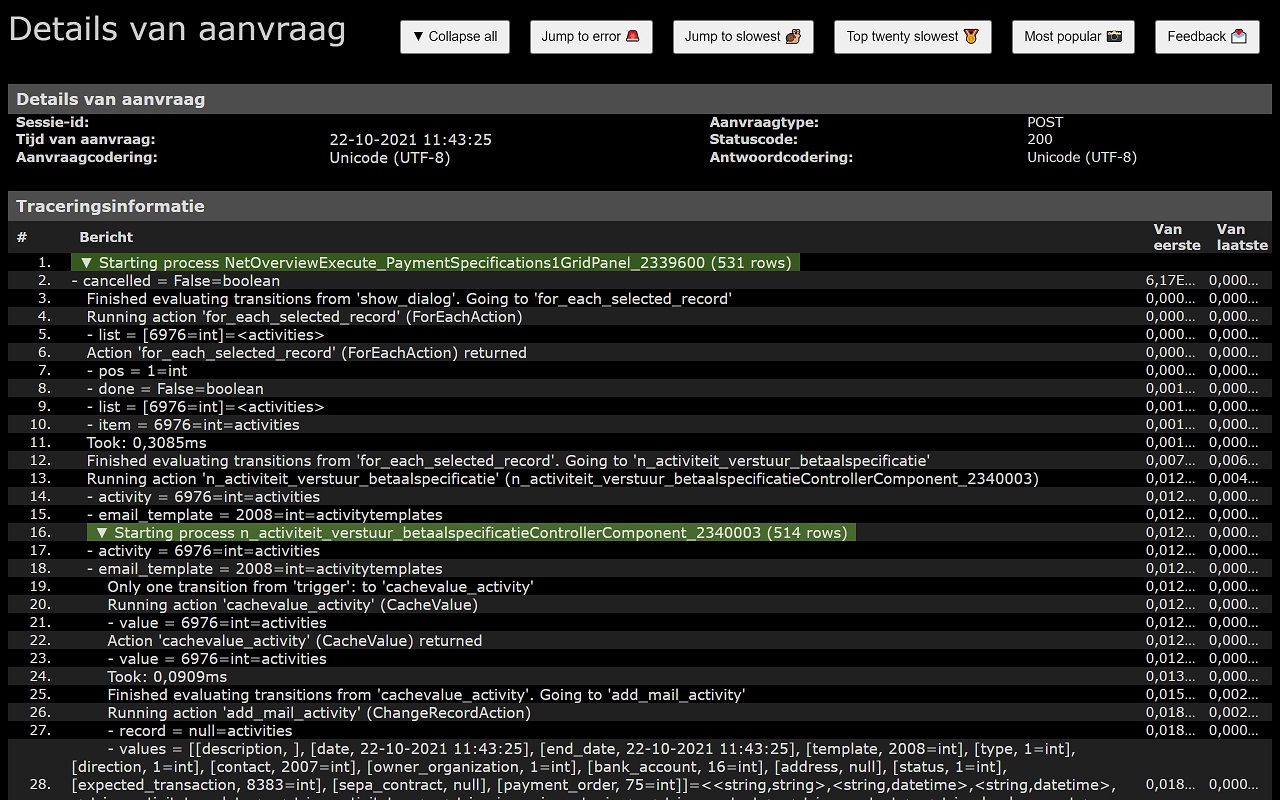 Details van aanvraag
▼ Collapse all
Jump to error 🚨
Jump to slowest 🐌
Top twenty slowest 🏅
Most popular 📷
Feedback 📩
Details van aanvraag
Sessie-id: Aanvraagtype: POST
Tijd van aanvraag: 22-10-2021 11:43:25 Statuscode: 200
Aanvraagcodering: Unicode (UTF-8) Antwoordcodering: Unicode (UTF-8)
Traceringsinformatie
# Bericht Van eerste Van laatste
1. ▼ Starting process NetOverviewExecute_PaymentSpecifications1GridPanel_2339600 (531 rows)
2. - cancelled = False=boolean 6,17E... 0,000...
3. Finished evaluating transitions from 'show_dialog'. Going to 'for_each_selected_record' 0,000... 0,000...
4. Running action 'for_each_selected_record' (ForEachAction) 0,000... 0,000...
5. - list = [6976=int]=<activities> 0,000... 0,000...
6. Action 'for_each_selected_record' (ForEachAction) returned 0,000... 0,000...
7. - pos = 1=int 0,000... 0,000...
8. - done = False=boolean 0,001... 0,000...
9. - list = [6976=int]=<activities> 0,001... 0,000...
10. - item = 6976=int=activities 0,001... 0,000...
11. Took: 0,3085ms 0,001... 0,000...
12. Finished evaluating transitions from 'for_each_selected_record'. Going to 'n_activiteit_verstuur_betaalspecificatie' 0,007... 0,006...
13. Running action 'n_activiteit_verstuur_betaalspecificatie' (n_activiteit_verstuur_betaalspecificatieControllerComponent_2340003) 0,012... 0,004...
14. - activity = 6976=int=activities 0,012... 0,000...
15. - email_template = 2008=int=activitytemplates 0,012... 0,000...
16. ▼ Starting process n_activiteit_verstuur_betaalspecificatieControllerComponent_2340003 (514 rows) 0,012... 0,000...
17. - activity = 6976=int=activities 0,012... 0,000...
18. - email_template = 2008=int=activitytemplates 0,012... 0,000...
19. Only one transition from 'trigger': to 'cachevalue_activity' 0,012... 0,000...
20. Running action 'cachevalue_activity' (CacheValue) 0,012... 0,000...
21. - value = 6976=int=activities 0,012... 0,000...
22. Action 'cachevalue_activity' (CacheValue) returned 0,012... 0,000...
23. - value = 6976=int=activities 0,012... 0,000...
24. Took: 0,0909ms 0,013... 0,000...
25. Finished evaluating transitions from 'cachevalue_activity'. Going to 'add_mail_activity' 0,015... 0,002...
26. Running action 'add_mail_activity' (ChangeRecordAction) 0,018... 0,002...
27. - record = null=activities 0,018... 0,000...
- values = [[description, ], [date, 22-10-2021 11:43:25], [end_date, 22-10-2021 11:43:25], [template, 2008=int], [type, 1=int],
[direction, 1=int], [contact, 2007=int], [owner_organization, 1=int], [bank_account, 16=int], [address, null], [status, 1=int],
28. [expected_transaction, 8383=int], [sepa_contract, null], [payment_order, 75=int]]=<<string,string>,<string,datetime>,<string,datetime>, 0,018... 0,000...